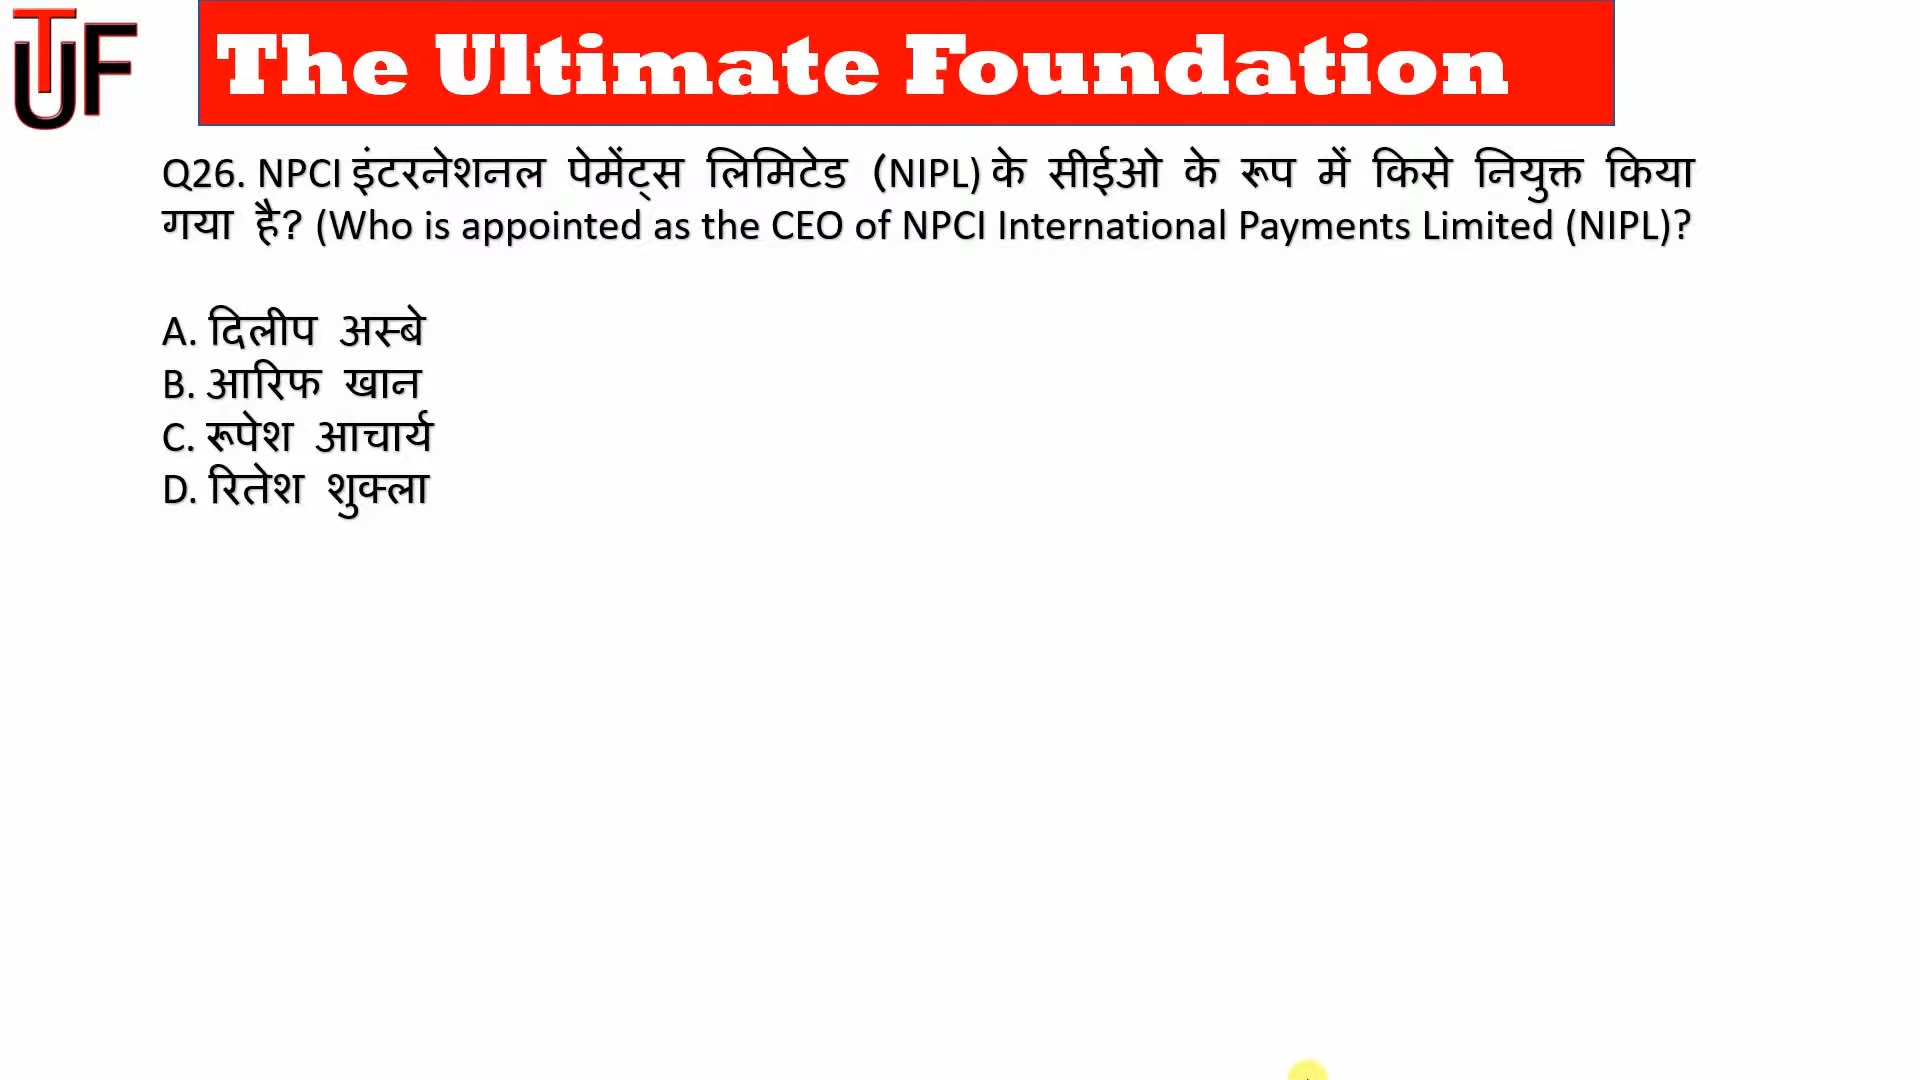 TUF
The Ultimate Foundation
Q26. NPCI इंटरनेशनल पेमेंट्स लिमिटेड (NIPL) के सीईओ के रूप में किसे नियुक्त किया
गया है? (Who is appointed as the CEO of NPCI International Payments Limited (NIPL)?
A. दिलीप अस्बे
B. आरिफ खान
C. रूपेश आचार्य
D. रितेश शुक्ला